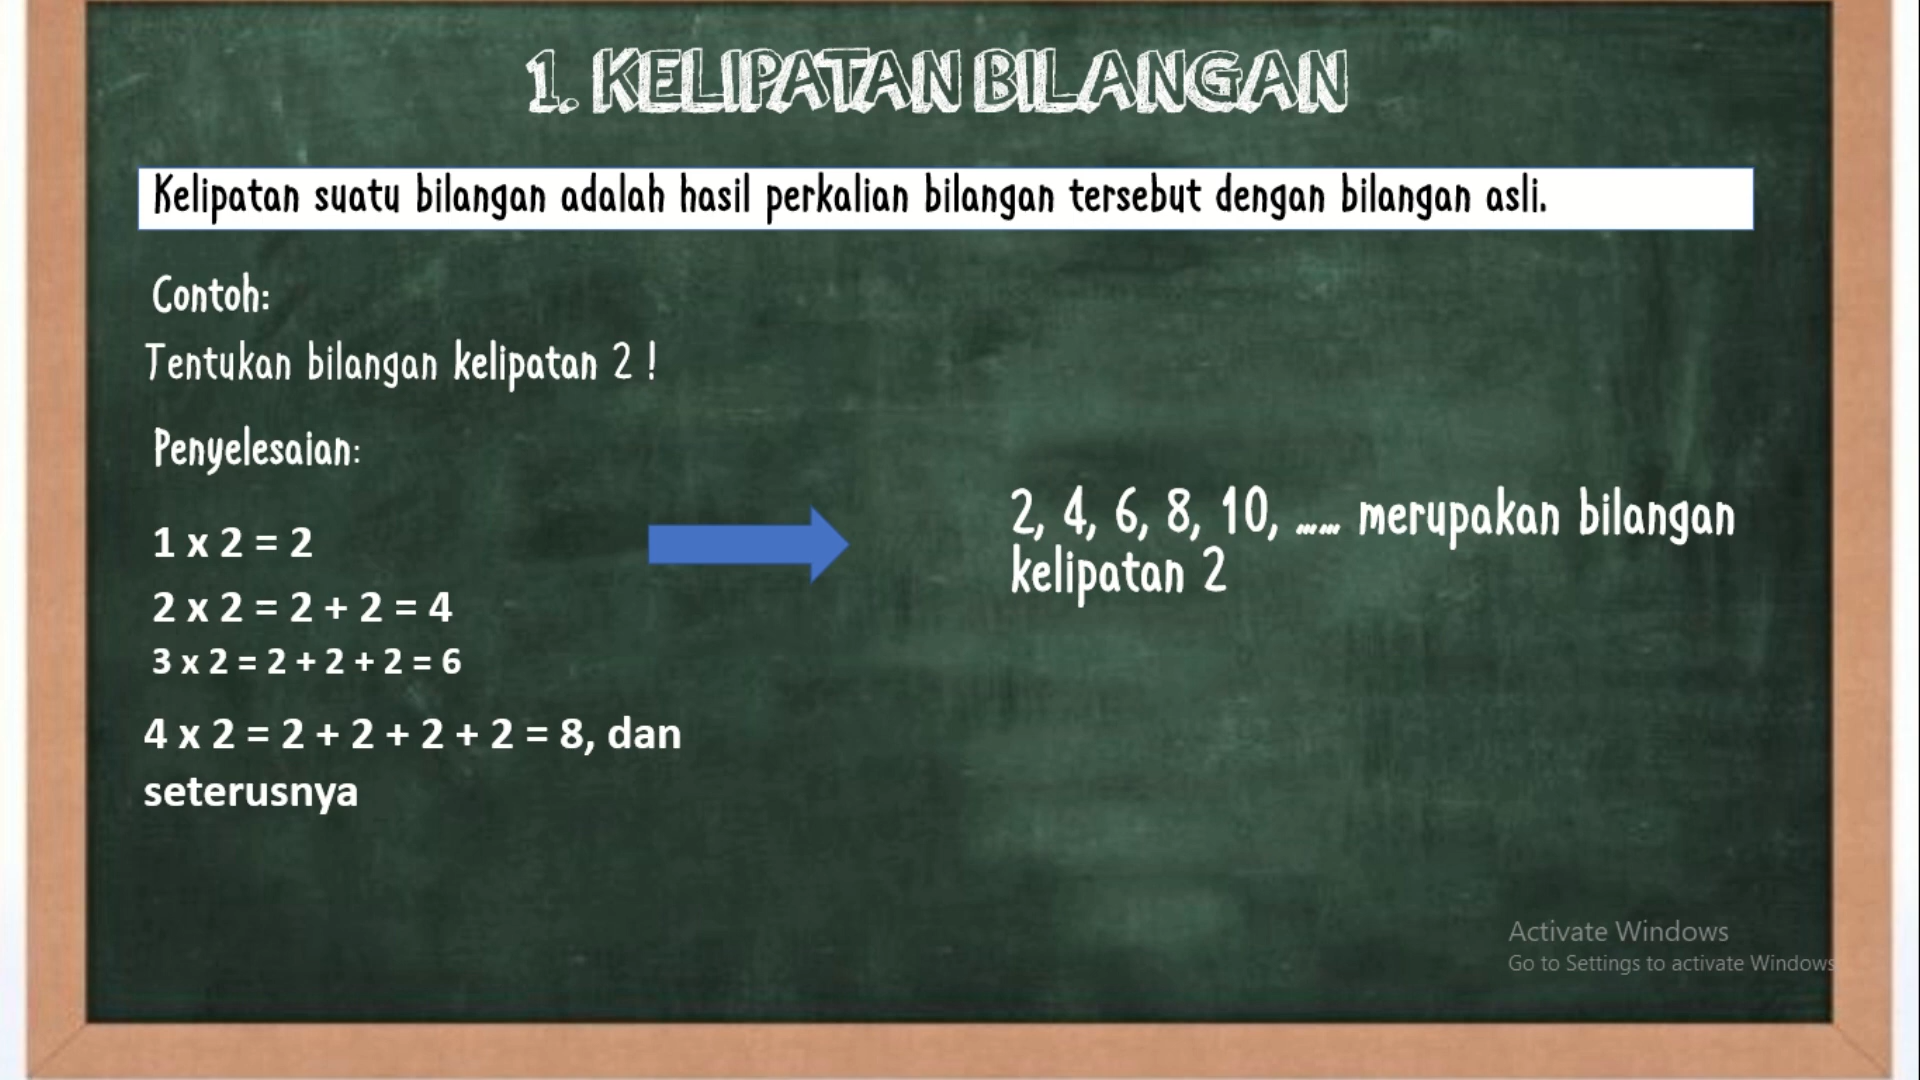 1. KELIPATAN BILANGAN
Kelipatan suatu bilangan adalah hasil perkalian bilangan tersebut dengan bilangan asli.
Contoh:
Tentukan bilangan kelipatan 2 !
Penyelesaian:
1 x 2 = 2
2 x 2 = 2 + 2 = 4
3 x 2 = 2 + 2 + 2 = 6
4 x 2 = 2 + 2 + 2 + 2 = 8, dan
seterusnya
2, 4, 6, 8, 10, ...... merupakan bilangan
kelipatan 2
Activate Windows
Go to Settings to activate Windows